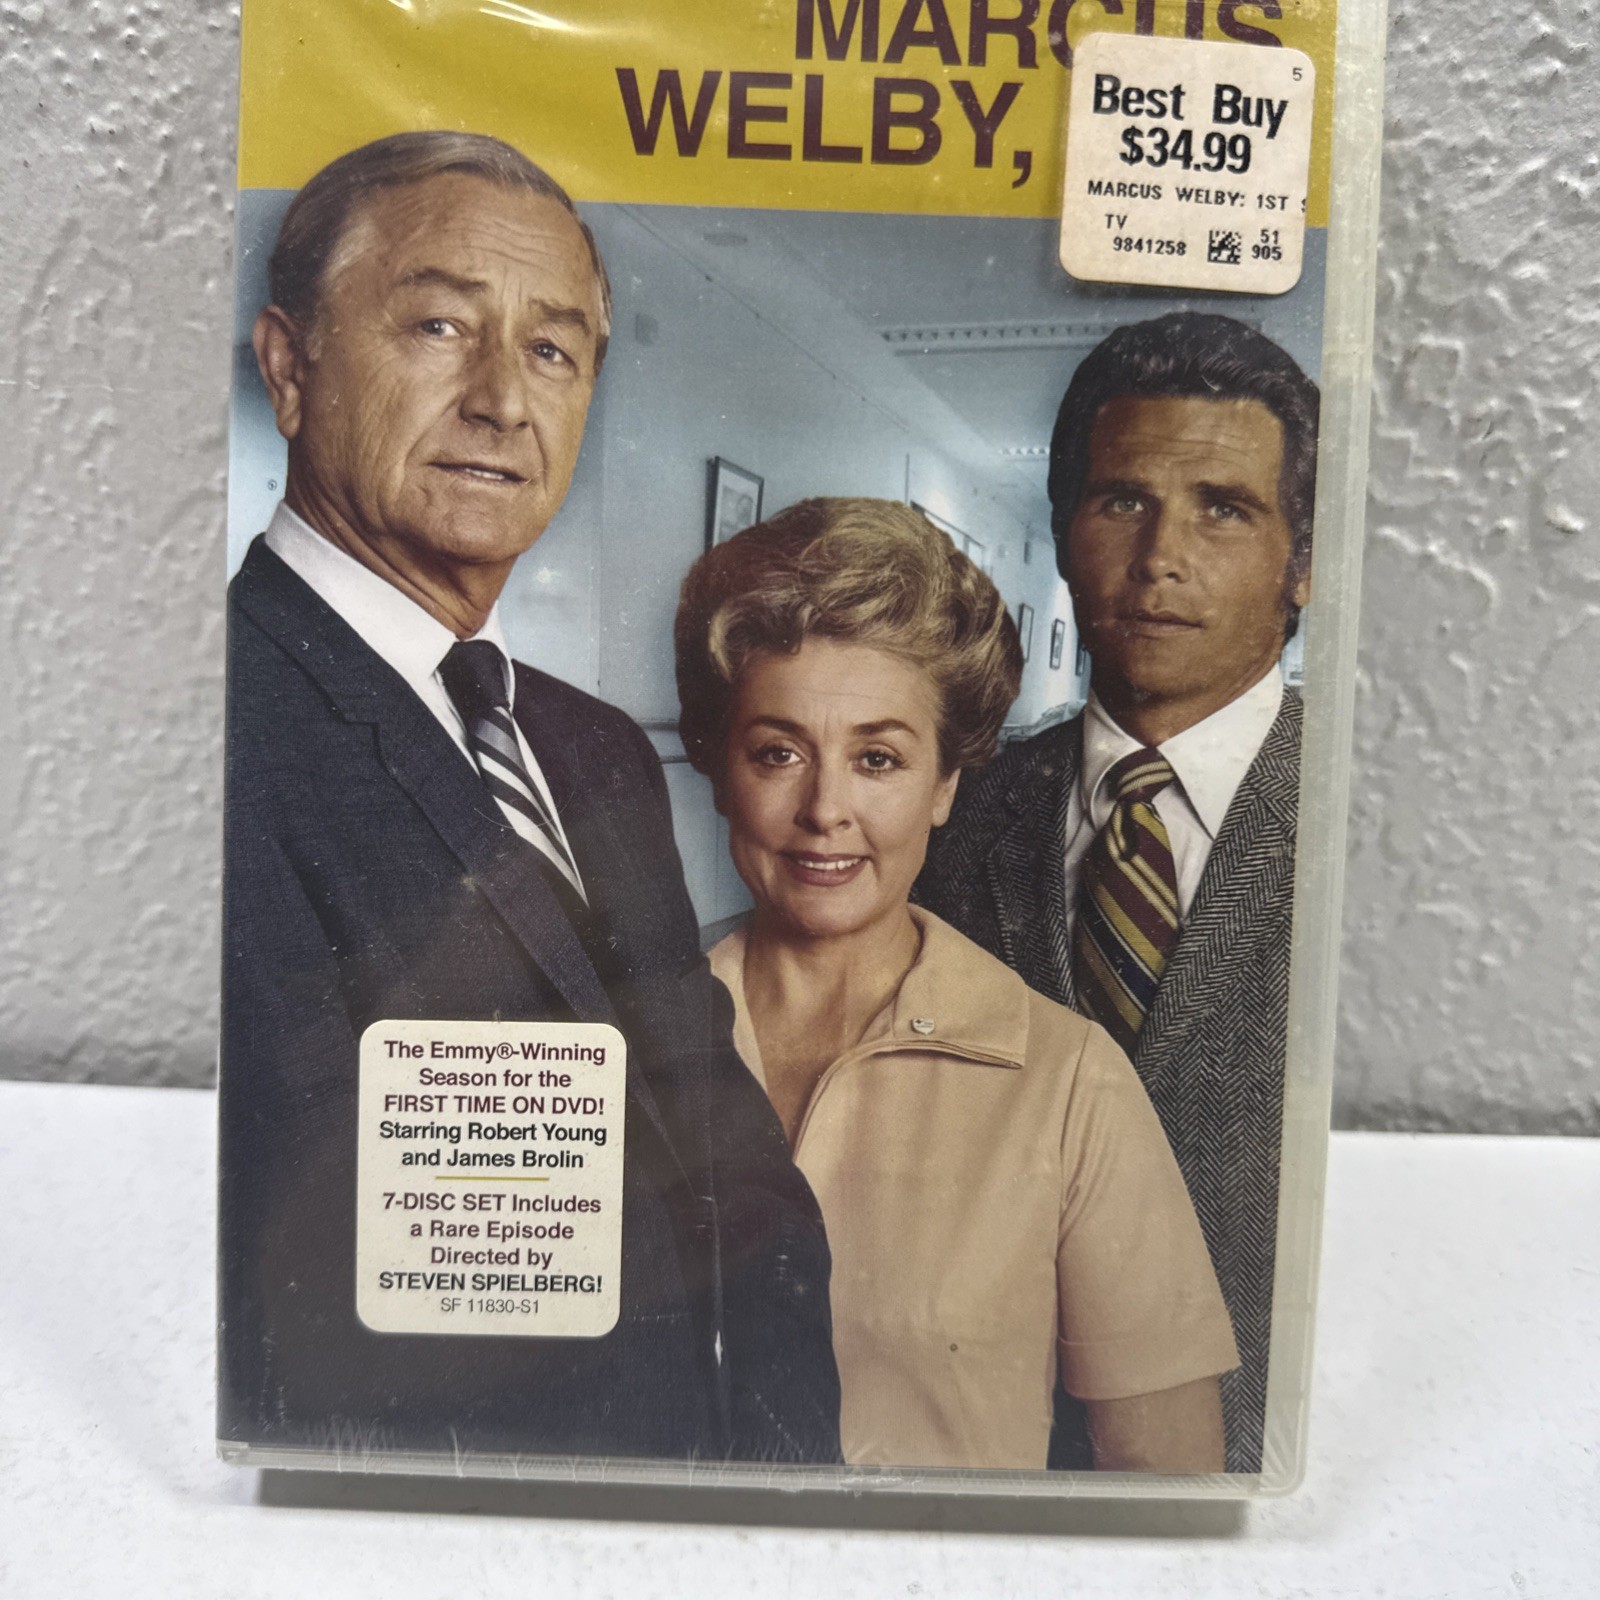 MARCUS
WELBY,
5
Best Buy
$34.99
MARCUS WELBY: 1ST
TV
9841258
51
905
The Emmy®-Winning
Season for the
FIRST TIME ON DVD!
Starring Robert Young
and James Brolin
7-DISC SET Includes
a Rare Episode
Directed by
STEVEN SPIELBERG!
SF 11830-S1